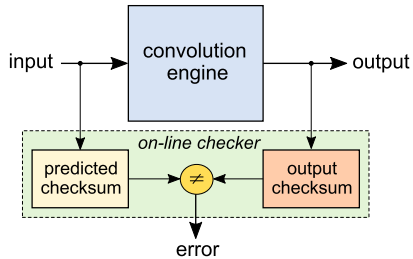 convolution
engine
input
output
on-line checker
predicted
checksum
≠
output
checksum
error